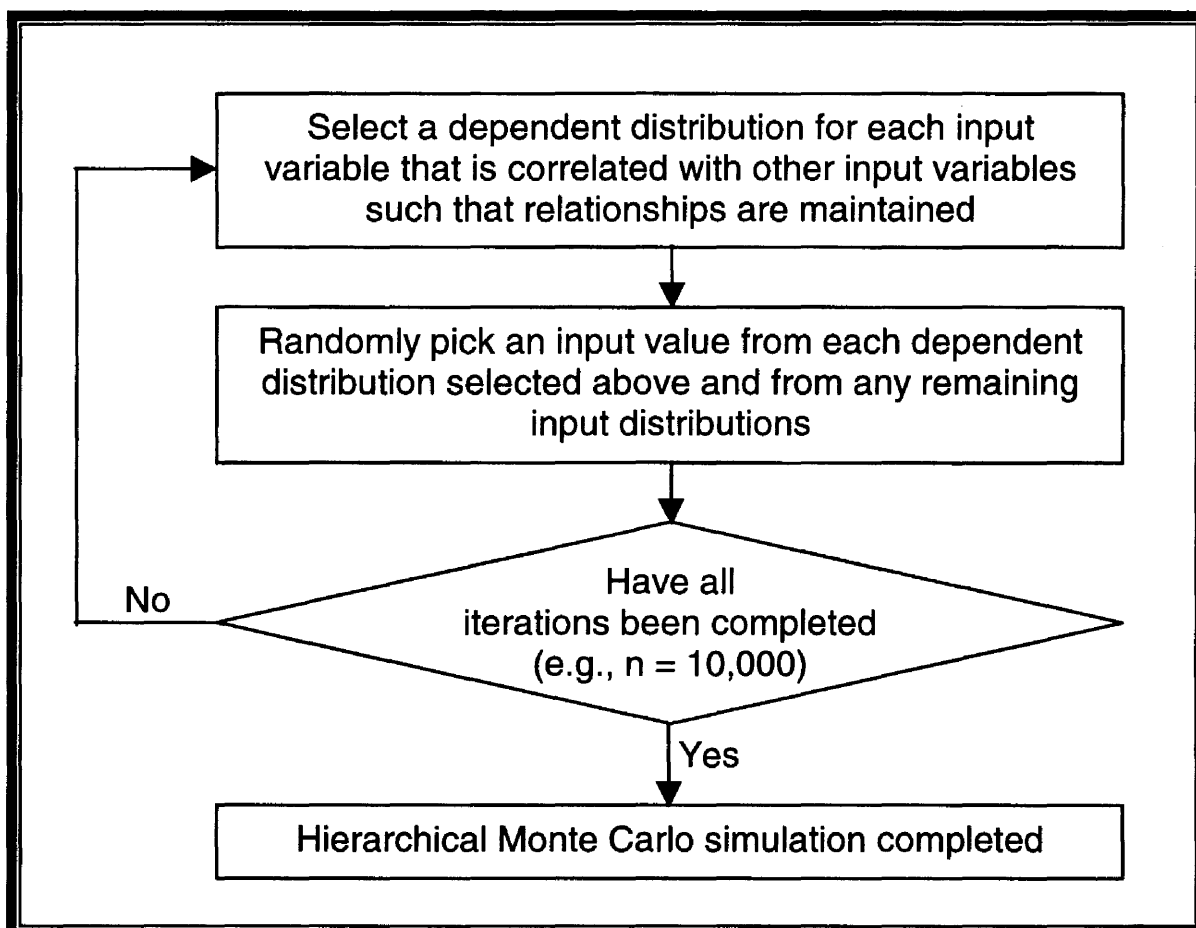 Select a dependent distribution for each input
variable that is correlated with other input variables
such that relationships are maintained
Randomly pick an input value from each dependent
distribution selected above and from any remaining
input distributions
Have all
iterations been completed
(e.g., n = 10,000)
No
Yes
Hierarchical Monte Carlo simulation completed